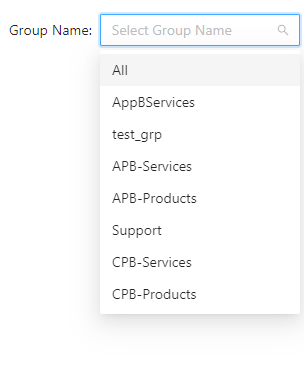 Group Name: Select Group Name
All
AppBServices
test_grp
APB-Services
APB-Products
Support
CPB-Services
CPB-Products